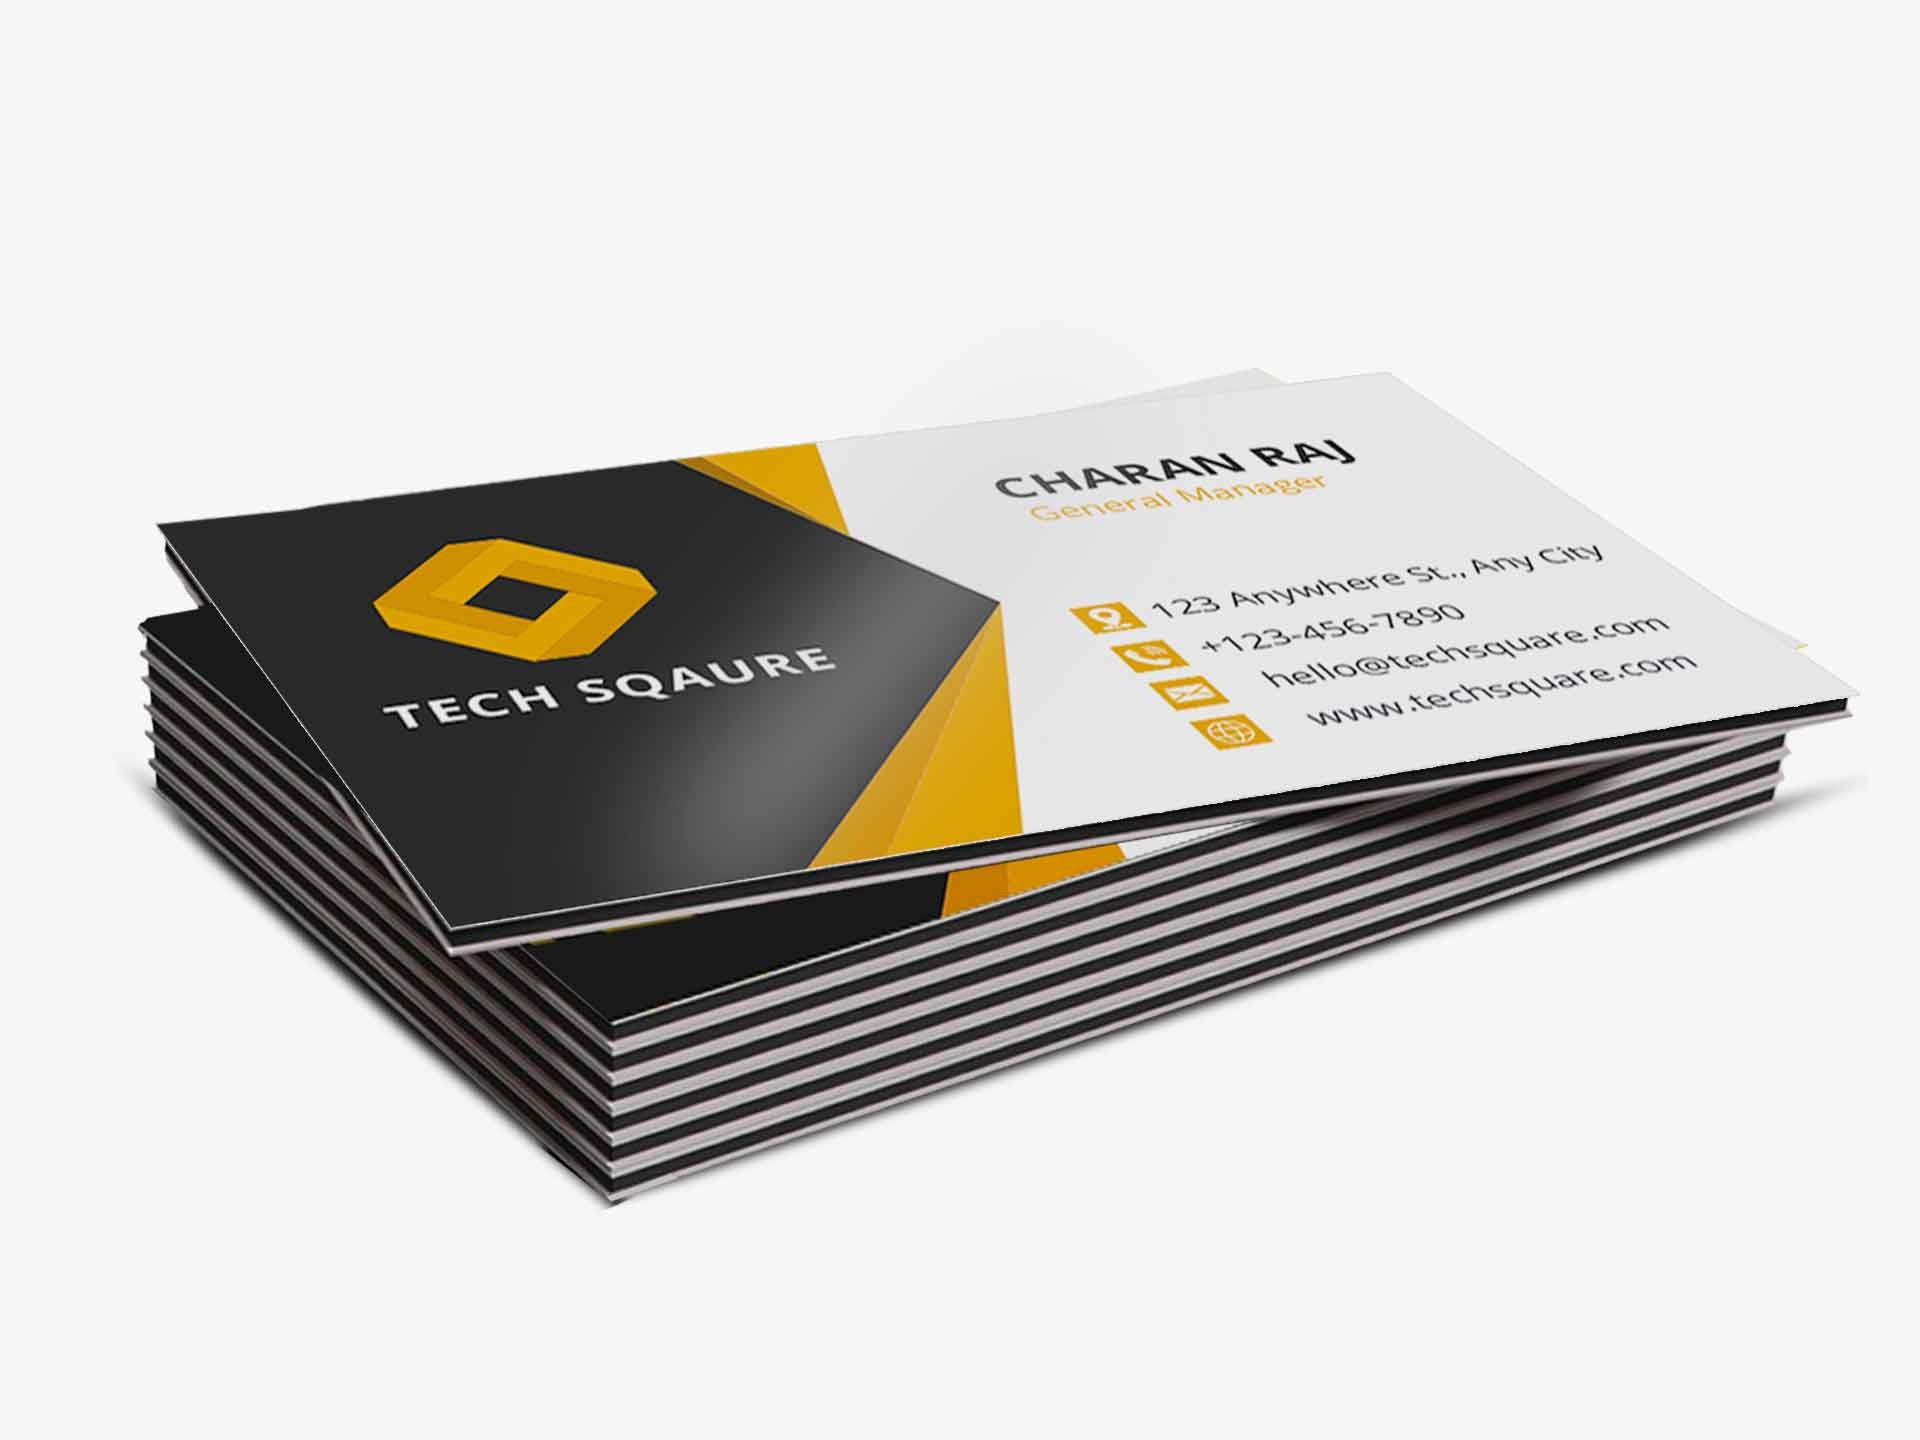 TECH SQAURE
CHARAN RAJ
General Manager
123 Anywhere St., Any City
+123-456-7890
hello@techsquare.com
www.techsquare.com